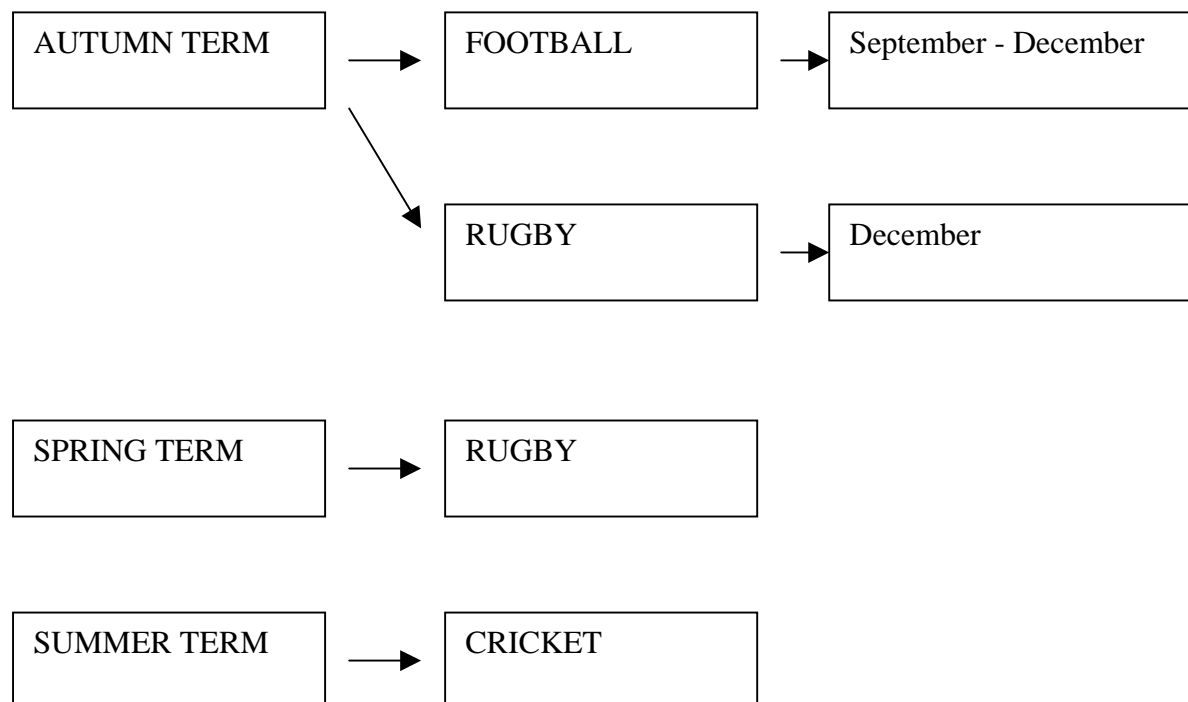 AUTUMN TERM
FOOTBALL
September - December
RUGBY
December
SPRING TERM
RUGBY
SUMMER TERM
CRICKET